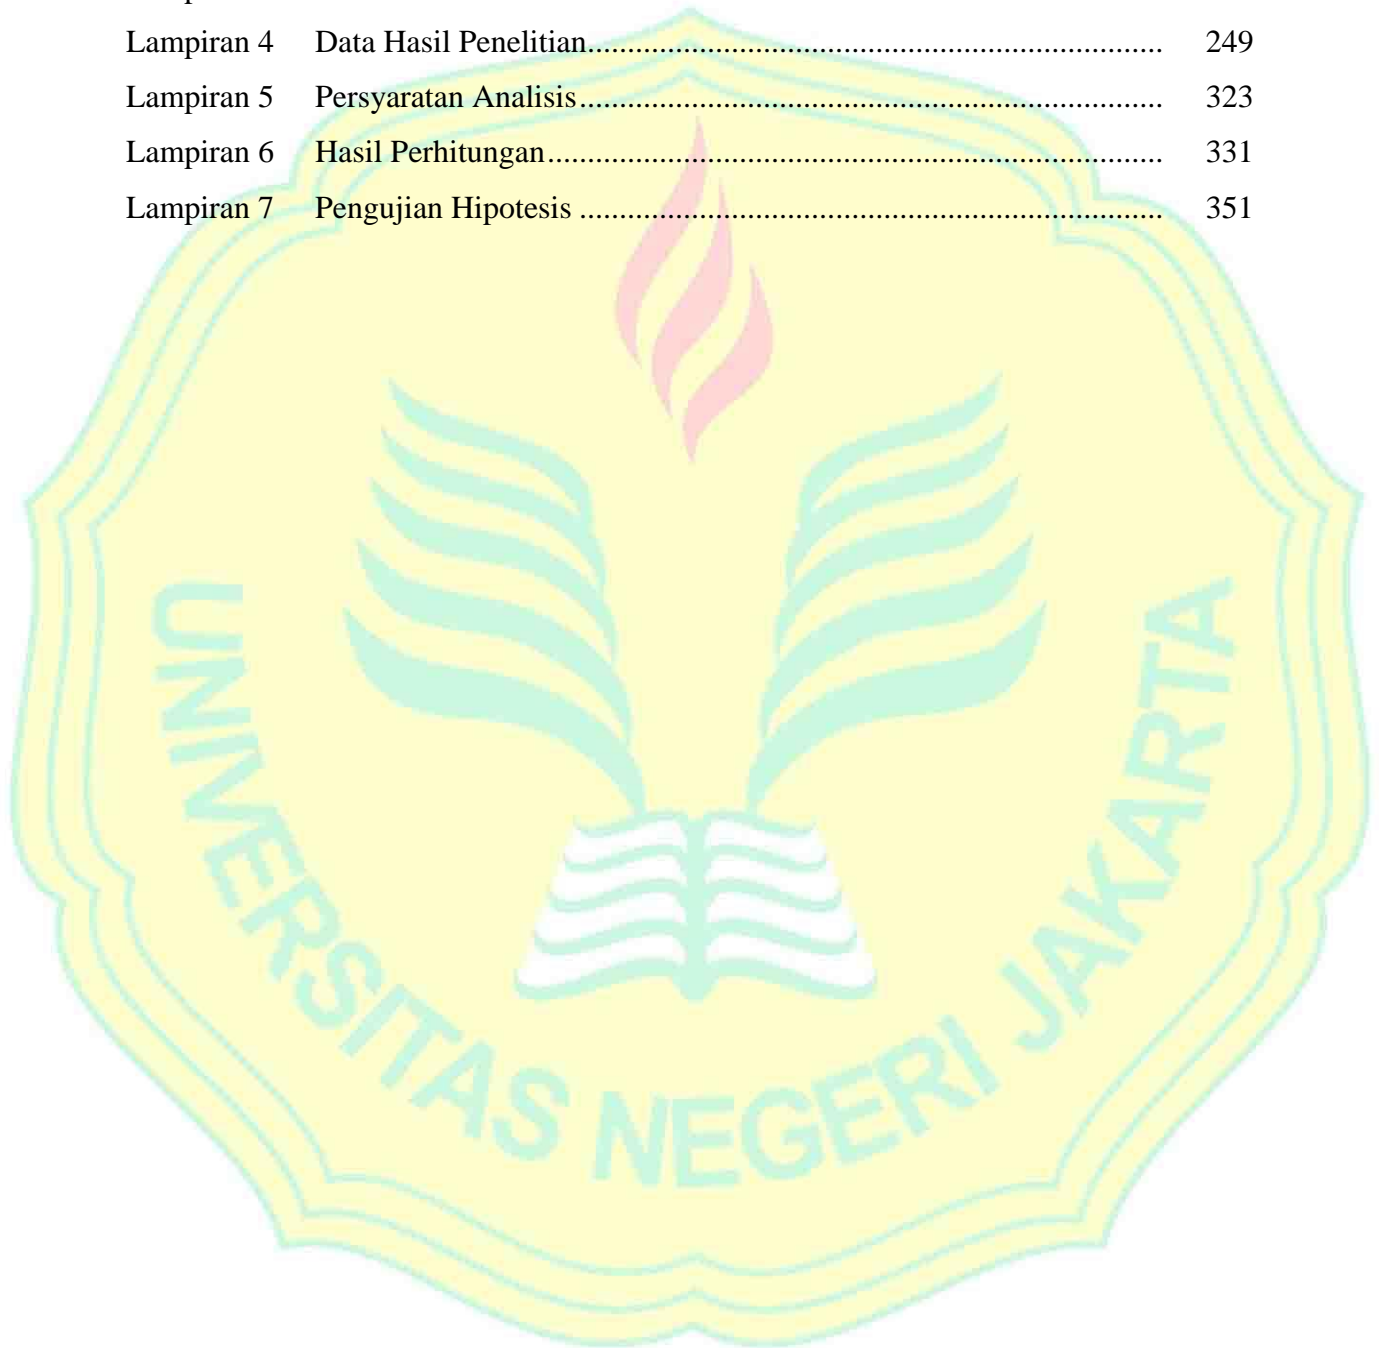 Lampiran 4 Data Hasil Penelitian............................................................................ 249
Lampiran 5 Persyaratan Analisis............................................................................ 323
Lampiran 6 Hasil Perhitungan............................................................................... 331
Lampiran 7 Pengujian Hipotesis ........................................................................... 351
UNIVERSITAS NEGERI JAKARTA